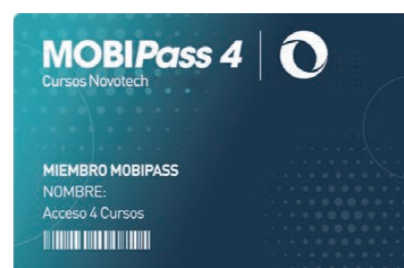 MOBIPass 4
Cursos Novotech
MIEMBRO MOBIPASS
NOMBRE:
Acceso 4 Cursos